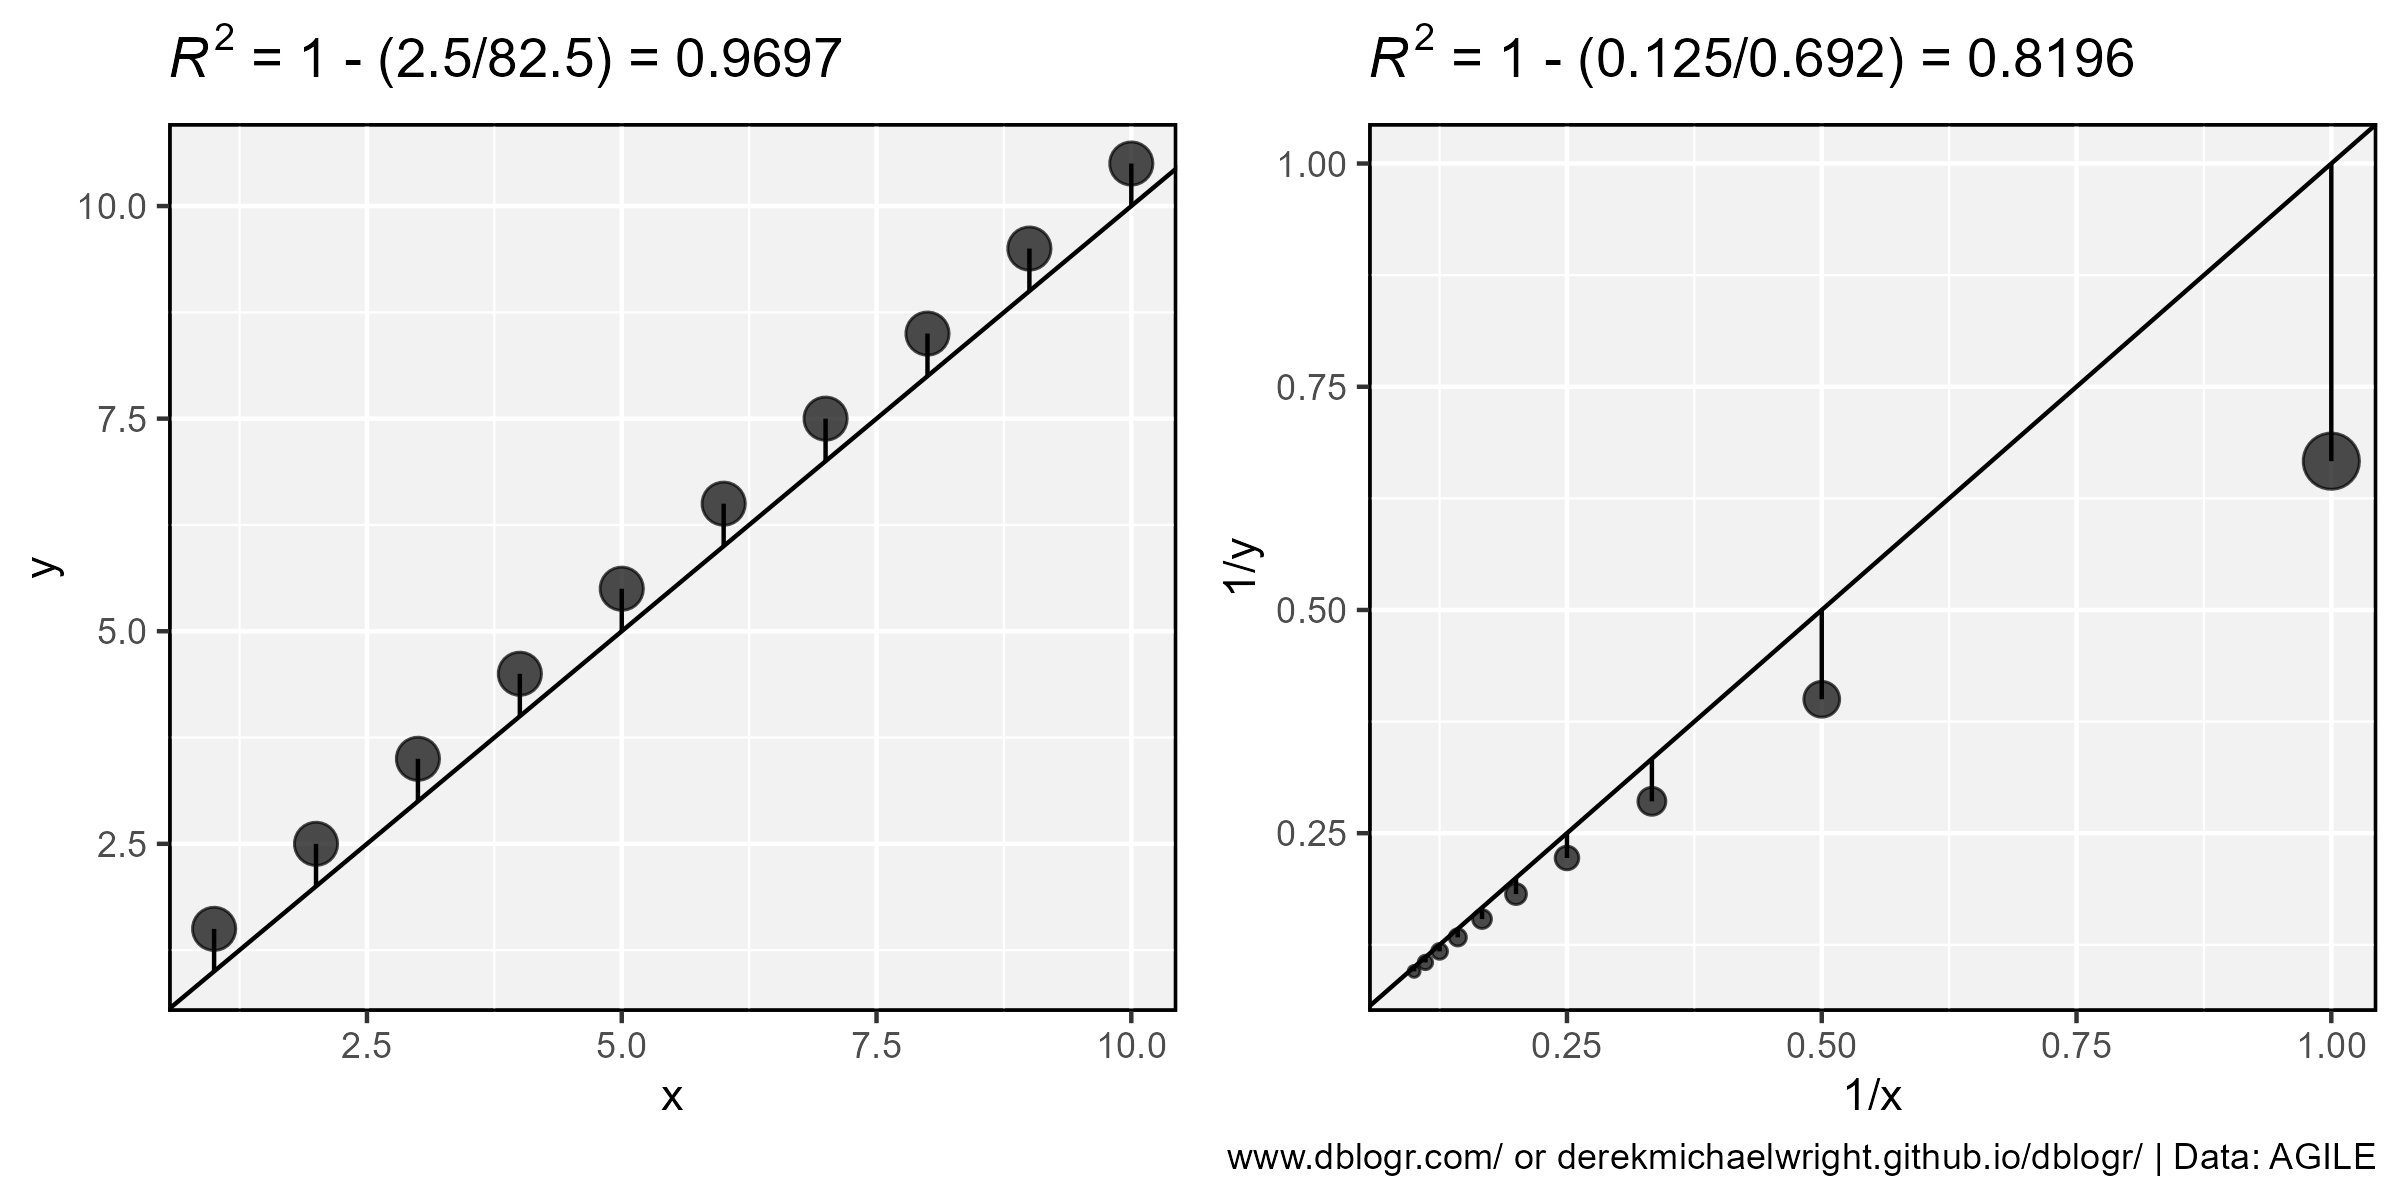 R² = 1 - (2.5/82.5) = 0.9697
10.0
7.5
5.0
2.5
y
2.5 5.0 7.5 10.0
x
R² = 1 - (0.125/0.692) = 0.8196
1.00
0.75
0.50
0.25
1/y
0.25 0.50 0.75 1.00
1/x
www.dblogr.com/ or derekmichaelwright.github.io/dblogr/ | Data: AGILE